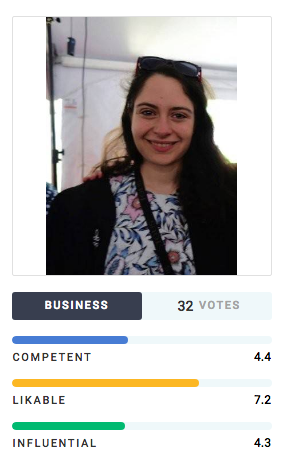 BUSINESS 32 VOTES
COMPETENT 4.4
LIKABLE 7.2
INFLUENTIAL 4.3